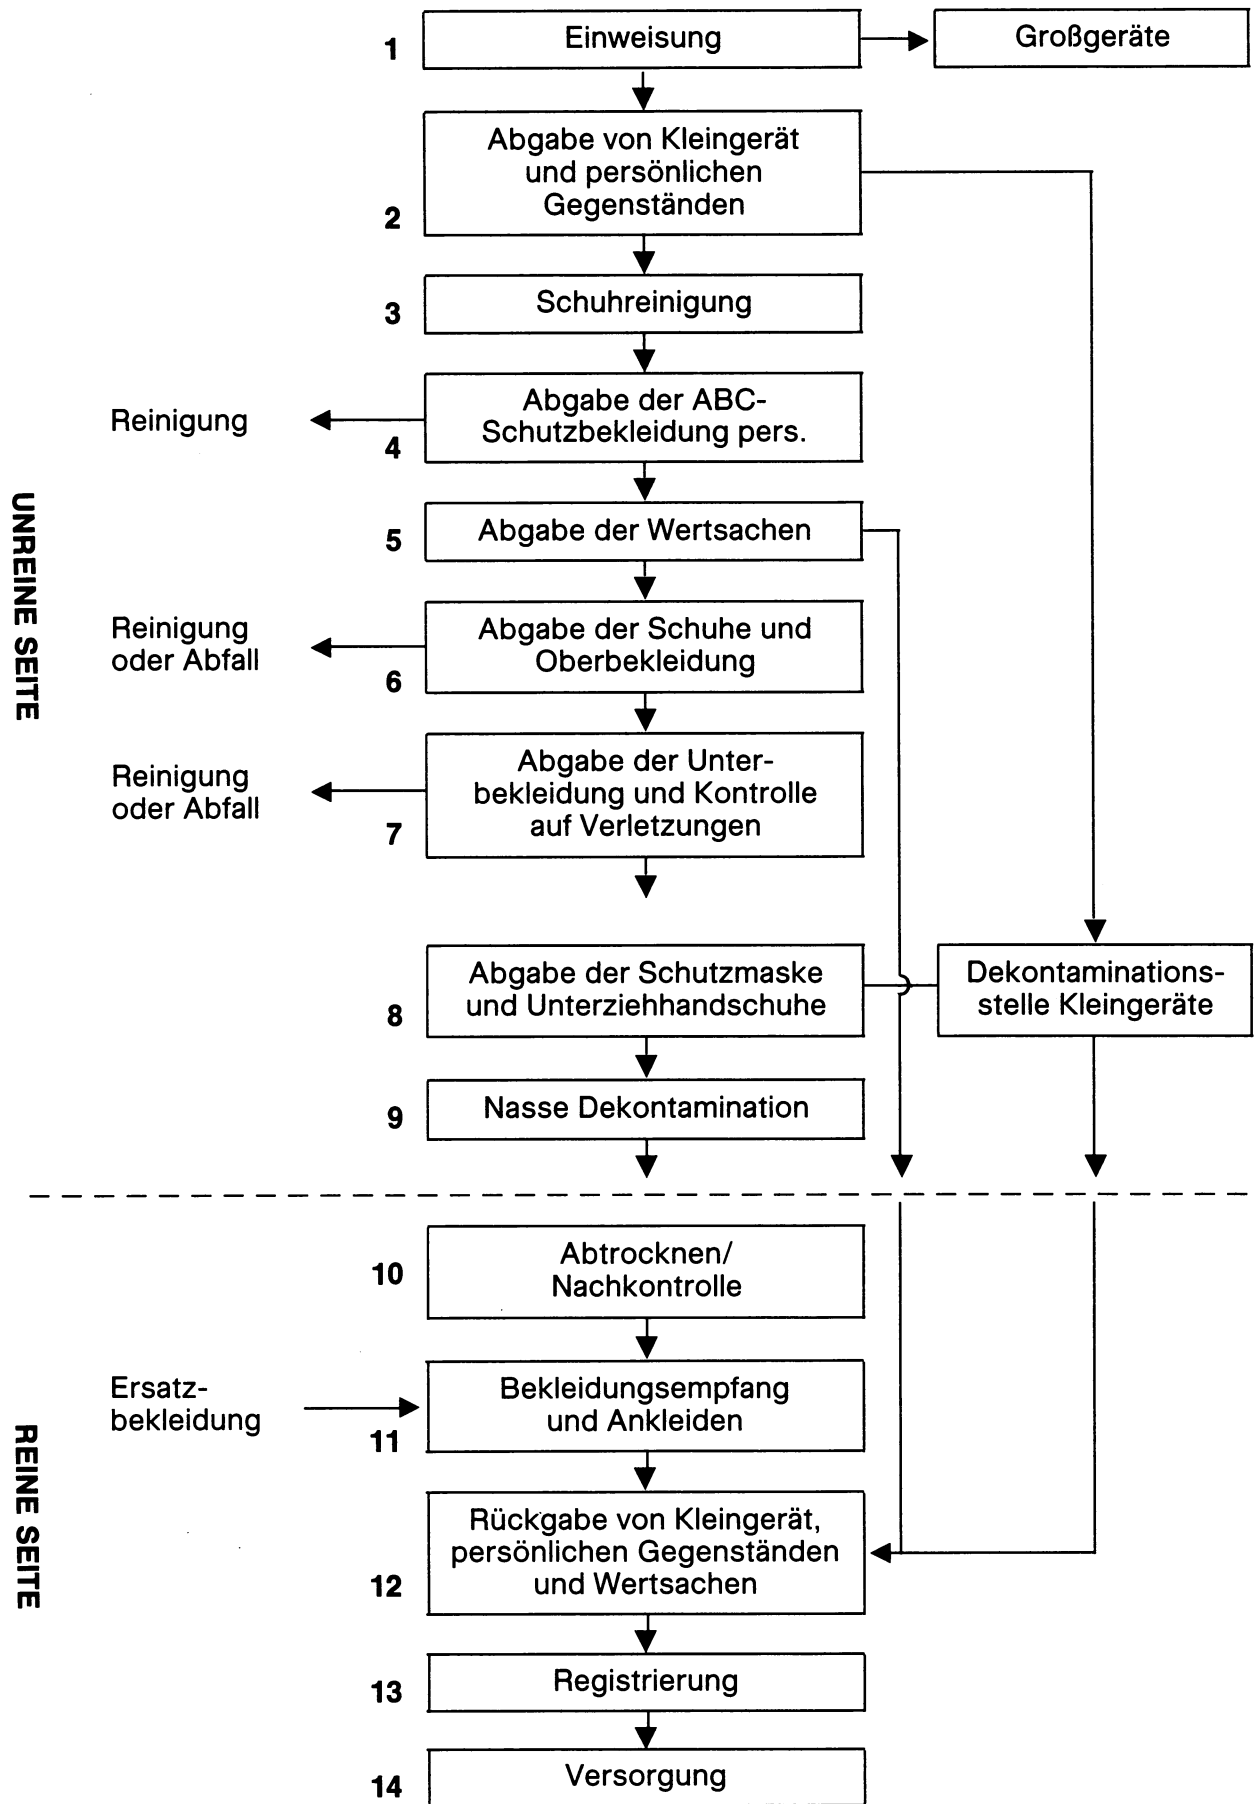 1
Einweisung
Großgeräte
2
Abgabe von Kleingerät
und persönlichen
Gegenständen
3
Schuhreinigung
Reinigung
4
Abgabe der ABC-
Schutzbekleidung pers.
UNREINE SEITE
5
Abgabe der Wertsachen
Reinigung
oder Abfall
6
Abgabe der Schuhe und
Oberbekleidung
Reinigung
oder Abfall
7
Abgabe der Unter-
bekleidung und Kontrolle
auf Verletzungen
8
Abgabe der Schutzmaske
und Unterziehhandschuhe
Dekontaminations-
stelle Kleingeräte
9
Nasse Dekontamination
REINE SEITE
10
Abtrocknen/
Nachkontrolle
Ersatz-
bekleidung
11
Bekleidungsempfang
und Ankleiden
12
Rückgabe von Kleingerät,
persönlichen Gegenständen
und Wertsachen
13
Registrierung
14
Versorgung